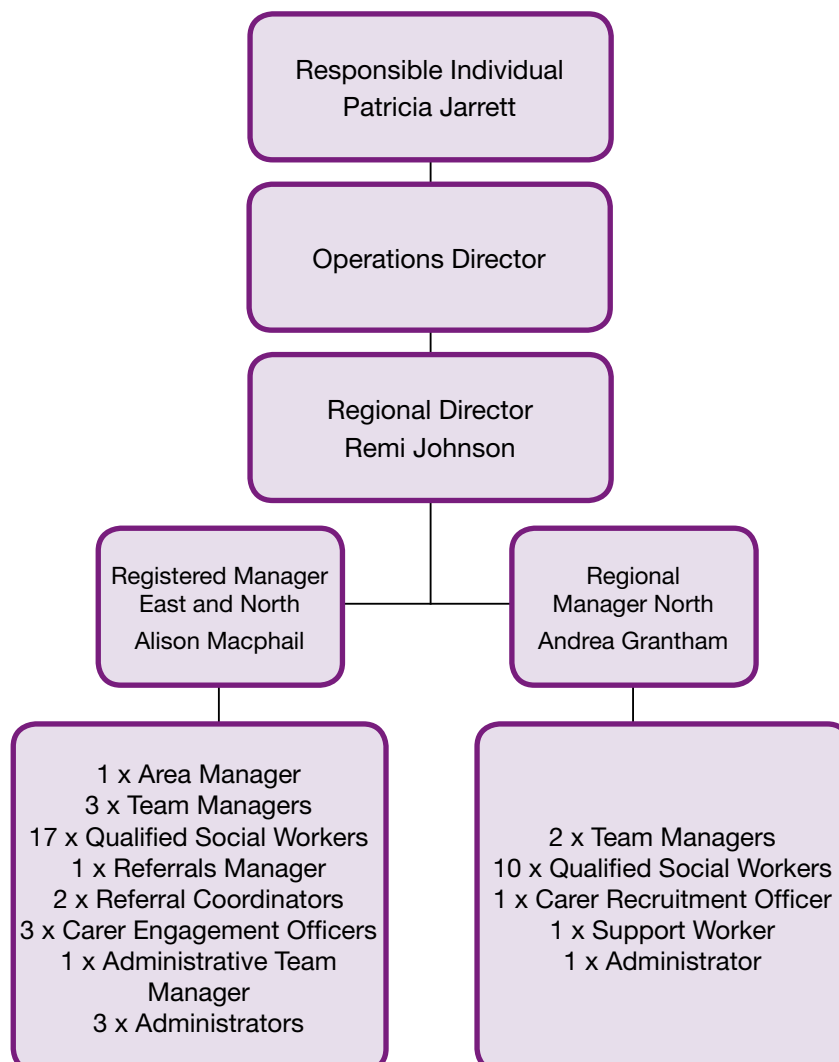 Responsible Individual
Patricia Jarrett
Operations Director
Regional Director
Remi Johnson
Registered Manager
East and North
Alison Macphail
Regional
Manager North
Andrea Grantham
1 x Area Manager
3 x Team Managers
17 x Qualified Social Workers
1 x Referrals Manager
2 x Referral Coordinators
3 x Carer Engagement Officers
1 x Administrative Team
Manager
3 x Administrators
2 x Team Managers
10 x Qualified Social Workers
1 x Carer Recruitment Officer
1 x Support Worker
1 x Administrator